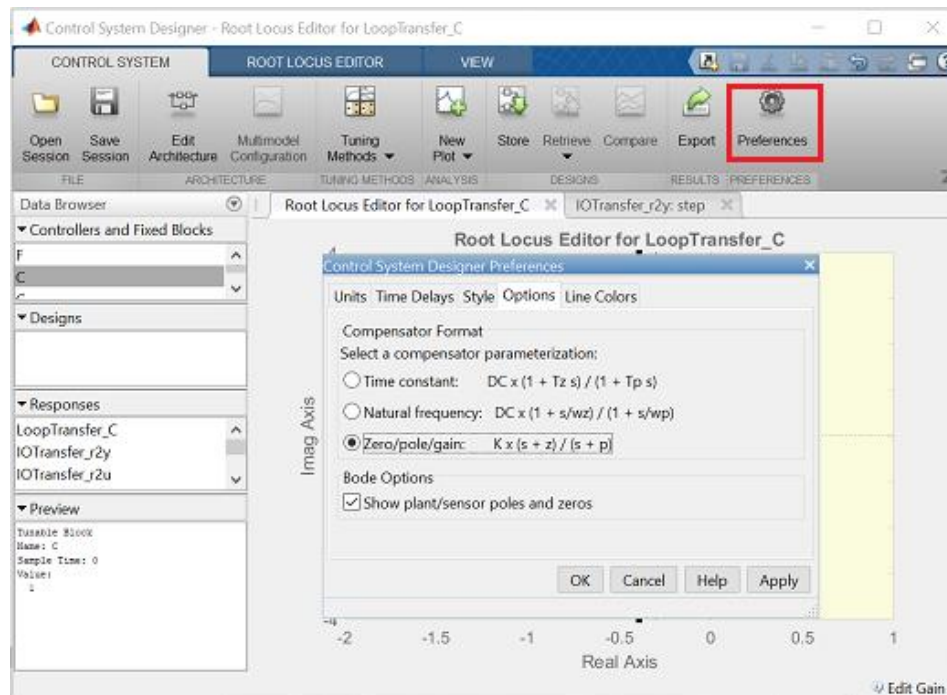 Control System Designer - Root Locus Editor for LoopTransfer_C
CONTROL SYSTEM ROOT LOCUS EDITOR VIEW
Open Session
Save Session
Edit Architecture
Multimodel Configuration
Tuning Methods
New Plot
Store
Retrieve
Compare
Export
Preferences
FILE ARCHITECTURE TUNING METHODS ANALYSIS DESIGNS RESULTS PREFERENCES
Data Browser
Root Locus Editor for LoopTransfer_C IOTransfer_r2y: step
Controllers and Fixed Blocks
F
C
Designs
Responses
LoopTransfer_C
IOTransfer_r2y
IOTransfer_r2u
Preview
Tunable Block
Name: C
Sample Time: 0
Value:
1
Root Locus Editor for LoopTransfer_C
Control System Designer Preferences
Units Time Delays Style Options Line Colors
Compensator Format
Select a compensator parameterization:
Time constant: DC x (1 + Tz s) / (1 + Tp s)
Natural frequency: DC x (1 + s/wz) / (1 + s/wp)
Zero/pole/gain: K x (s + z) / (s + p)
Bode Options
Show plant/sensor poles and zeros
OK Cancel Help Apply
Imag Axis
-4
-2 -1.5 -1 -0.5 0 0.5 1
Real Axis
Edit Gain